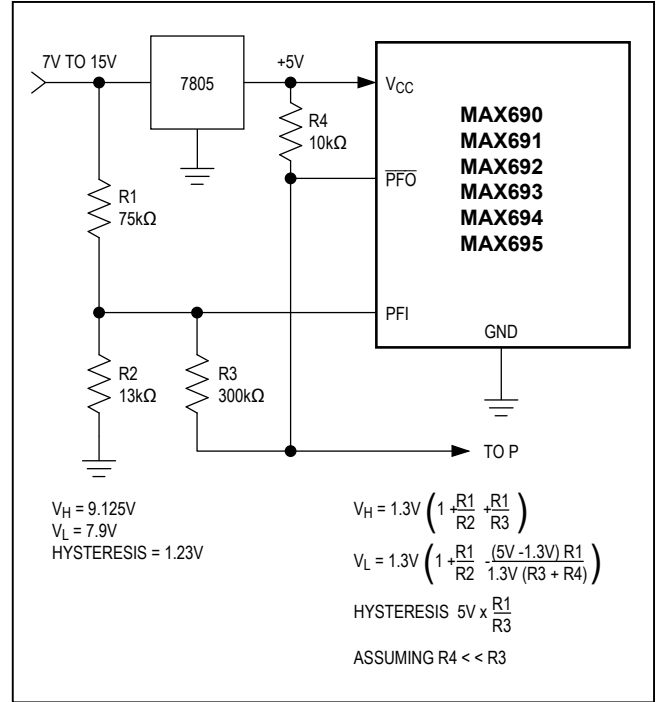 7V TO 15V
7805
+5V
VCC
R4
10kΩ
PFO
MAX690
MAX691
MAX692
MAX693
MAX694
MAX695
R1
75kΩ
PFI
GND
R2
13kΩ
R3
300kΩ
TO P
VH = 9.125V
VL = 7.9V
HYSTERESIS = 1.23V
VH = 1.3V (1 + R1/R2 + R1/R3)
VL = 1.3V (1 + R1/R2 - (5V -1.3V) R1/1.3V (R3 + R4))
HYSTERESIS 5V x R1/R3
ASSUMING R4 < < R3